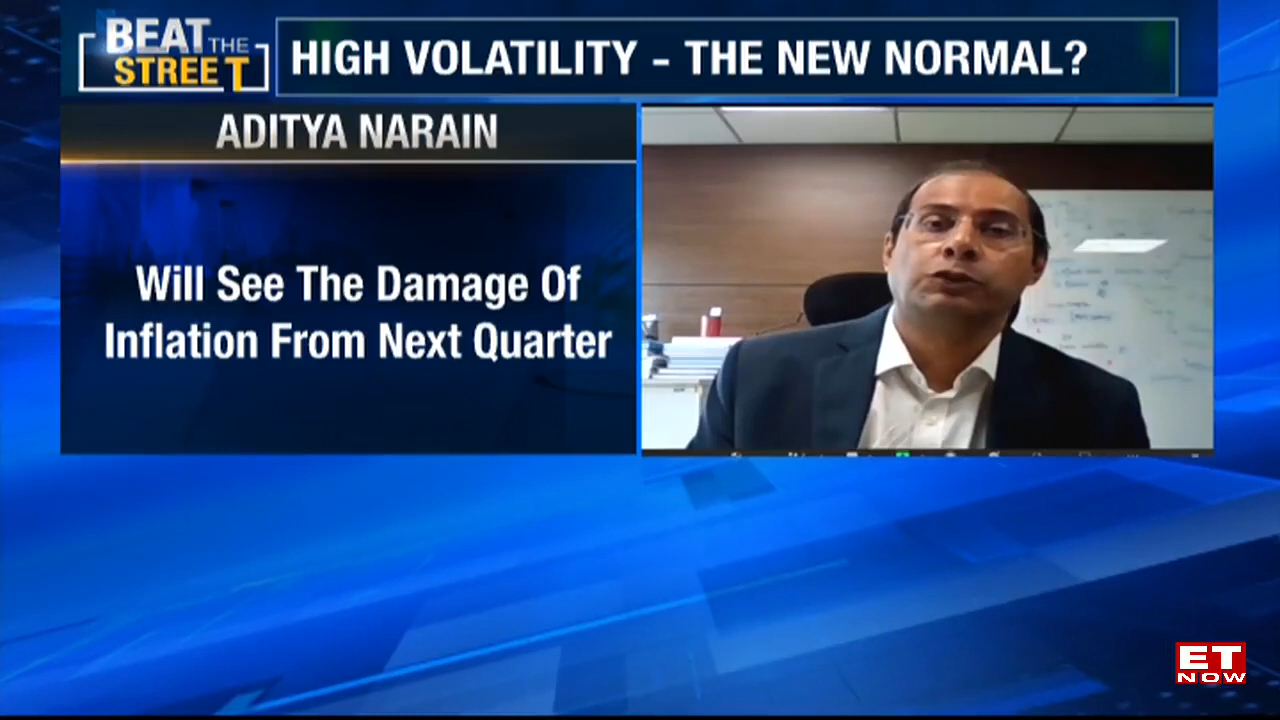 BEAT THE
STREET
HIGH VOLATILITY - THE NEW NORMAL?
ADITYA NARAIN
Will See The Damage Of
Inflation From Next Quarter
ET
NOW